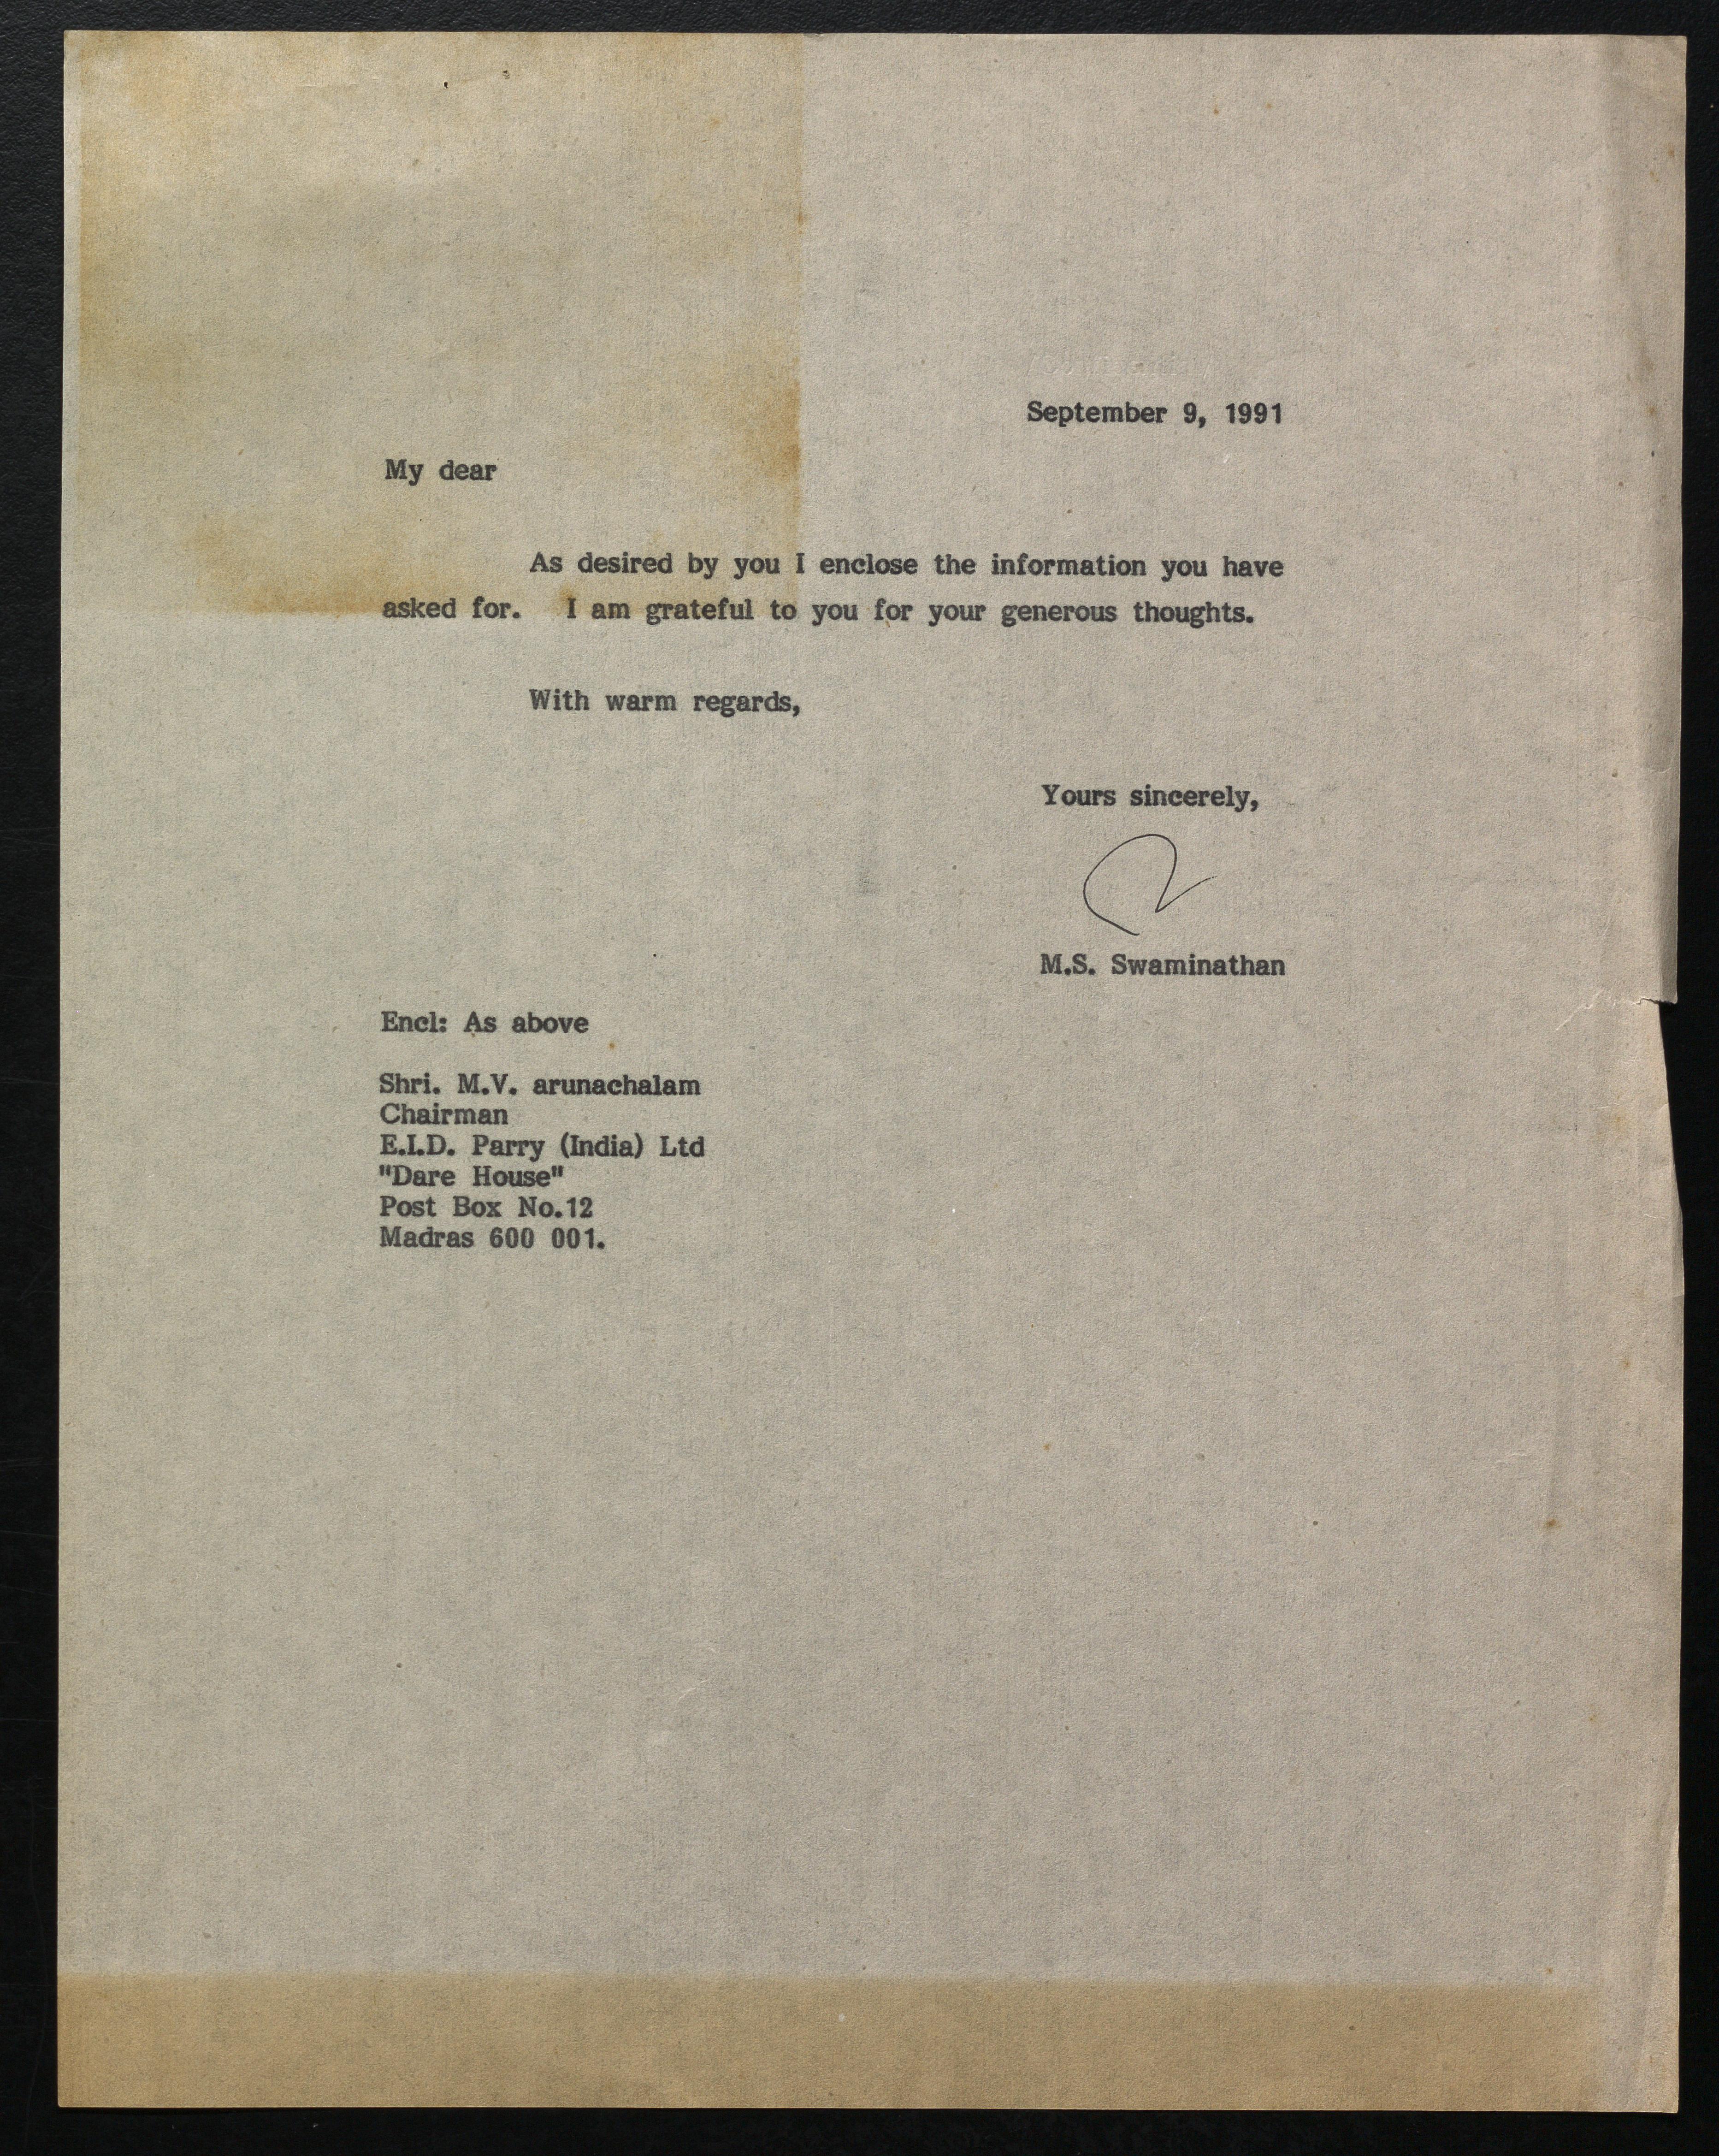 September 9, 1991
My dear
As desired by you I enclose the information you have
asked for. I am grateful to you for your generous thoughts.
With warm regards,
Yours sincerely,
M.S. Swaminathan
Encl: As above
Shri. M.V. arunachalam
Chairman
E.I.D. Parry (India) Ltd
"Dare House"
Post Box No.12
Madras 600 001.